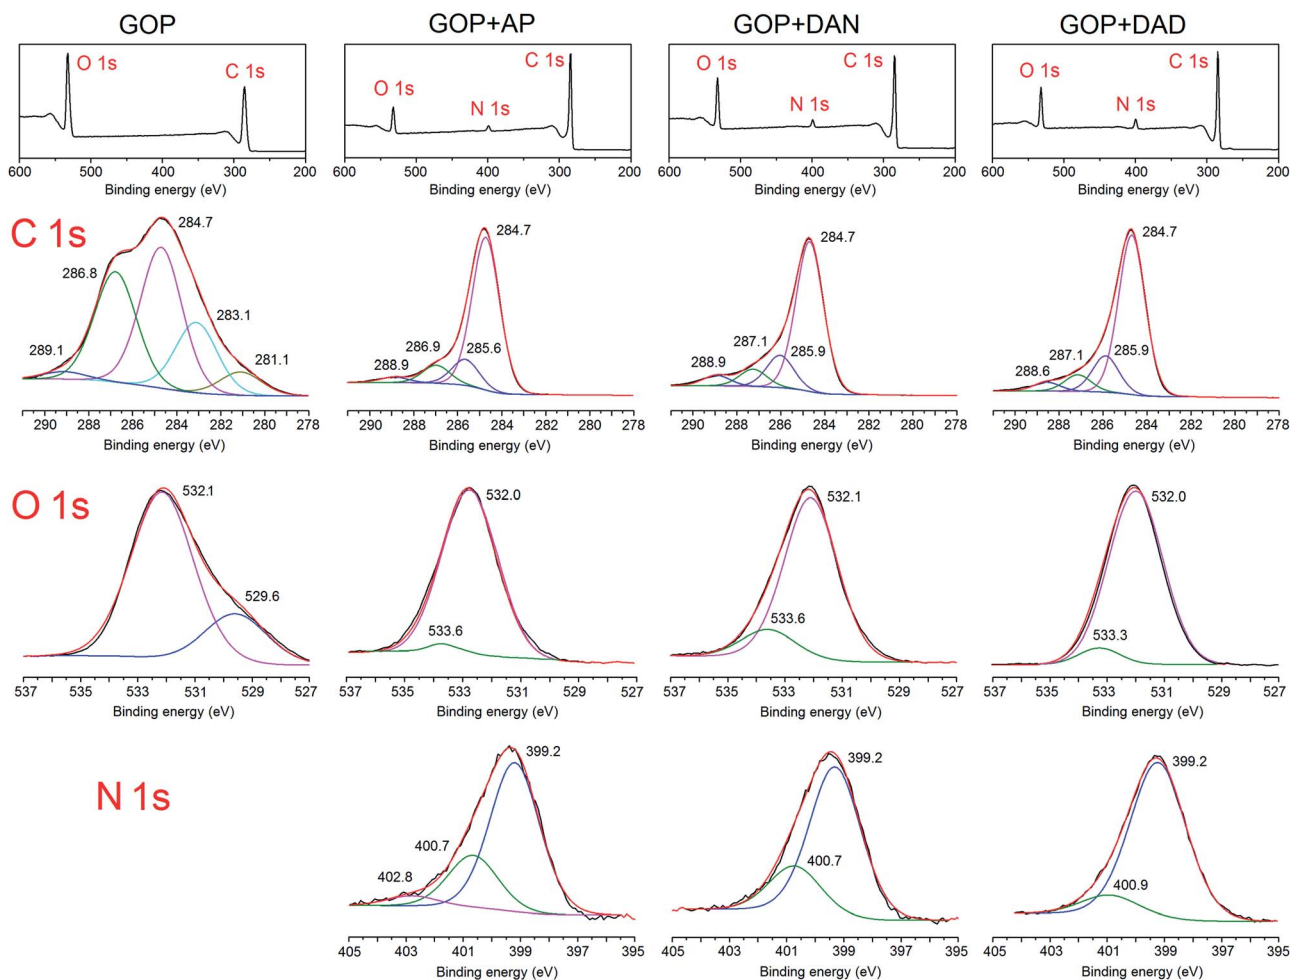 GOP GOP+AP GOP+DAN GOP+DAD
O 1s C 1s O 1s N 1s C 1s O 1s N 1s C 1s O 1s N 1s C 1s
600 500 400 300 200 600 500 400 300 200 600 500 400 300 200 600 500 400 300 200
Binding energy (eV) Binding energy (eV) Binding energy (eV) Binding energy (eV)
C 1s
289.1 286.8 284.7 283.1 281.1 288.9 286.9 285.6 284.7 288.9 287.1 285.9 284.7 288.6 287.1 285.9 284.7
290 288 286 284 282 280 278 290 288 286 284 282 280 278 290 288 286 284 282 280 278 290 288 286 284 282 280 278
Binding energy (eV) Binding energy (eV) Binding energy (eV) Binding energy (eV)
O 1s
532.1 529.6 532.0 533.6 532.1 533.6 532.0 533.3
537 535 533 531 529 527 537 535 533 531 529 527 537 535 533 531 529 527 537 535 533 531 529 527
Binding energy (eV) Binding energy (eV) Binding energy (eV) Binding energy (eV)
N 1s
402.8 400.7 399.2 400.7 399.2 400.9 399.2
405 403 401 399 397 395 405 403 401 399 397 395 405 403 401 399 397 395
Binding energy (eV) Binding energy (eV) Binding energy (eV)